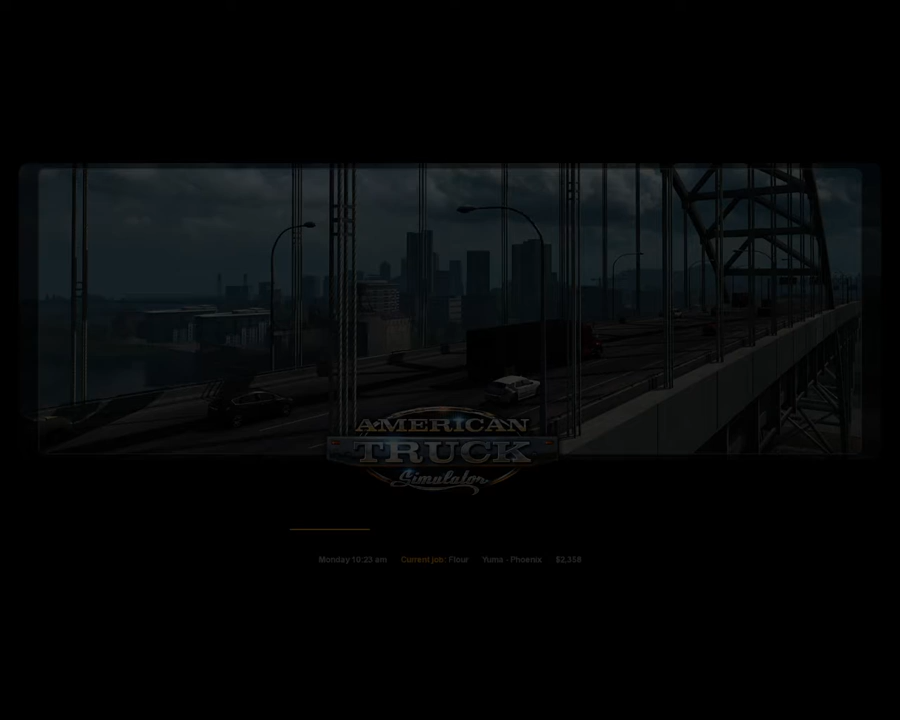 AMERICAN
TRUCK
Simulator
Monday 10:23 am Current job: Flour Yuma - Phoenix $2,358